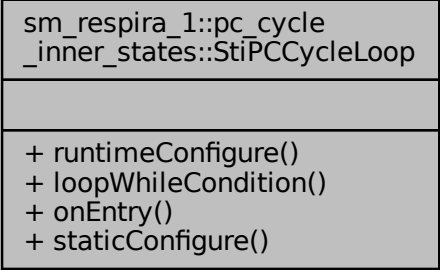 sm_respira_1::pc_cycle
_inner_states::StiPCCycleLoop
+ runtimeConfigure()
+ loopWhileCondition()
+ onEntry()
+ staticConfigure()